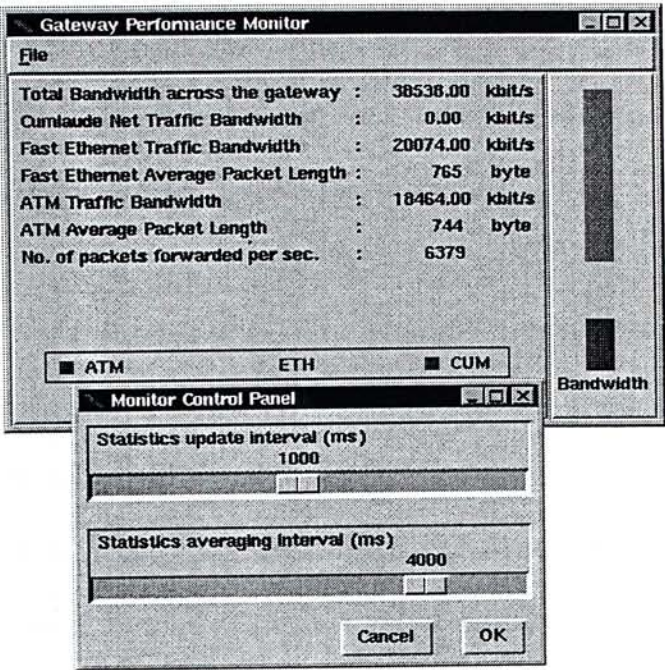 Gateway Performance Monitor
File
Total Bandwidth across the gateway : 38538.00 kbit/s
Cumlaude Net Traffic Bandwidth : 0.00 kbit/s
Fast Ethernet Traffic Bandwidth : 20074.00 kbit/s
Fast Ethernet Average Packet Length : 765 byte
ATM Traffic Bandwidth : 18464.00 kbit/s
ATM Average Packet Length : 744 byte
No. of packets forwarded per sec. : 6379
ATM ETH CUM
Bandwidth
Monitor Control Panel
Statistics update interval (ms)
1000
Statistics averaging interval (ms)
4000
Cancel OK